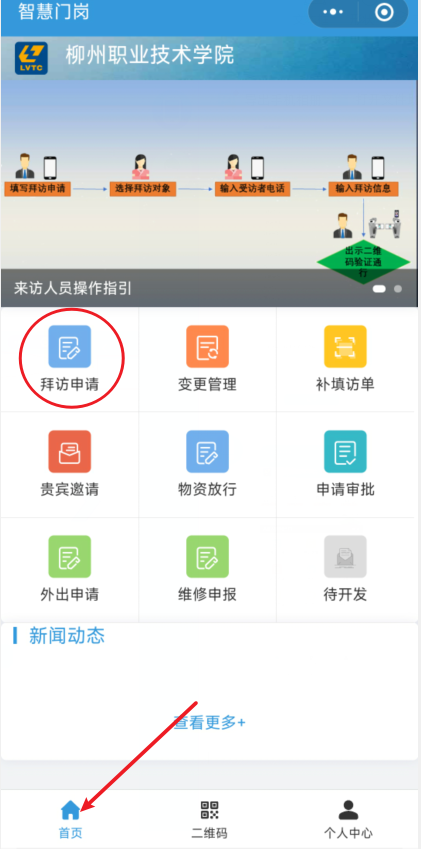 智慧门岗
LVTC
柳州职业技术学院
填写拜访申请
选择拜访对象
输入受访者电话
输入拜访信息
出示二维
码验证通
行
来访人员操作指引
拜访申请
变更管理
补填访单
贵宾邀请
物资放行
申请审批
外出申请
维修申报
待开发
新闻动态
查看更多+
首页
二维码
个人中心